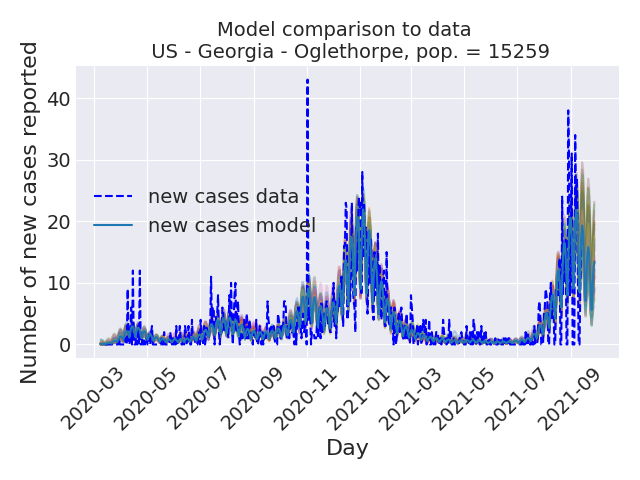 Model comparison to data
US - Georgia - Oglethorpe, pop. = 15259
Number of new cases reported
40
30
20
10
0
new cases data
new cases model
2020-03
2020-05
2020-07
2020-09
2020-11
2021-01
2021-03
2021-05
2021-07
2021-09
Day